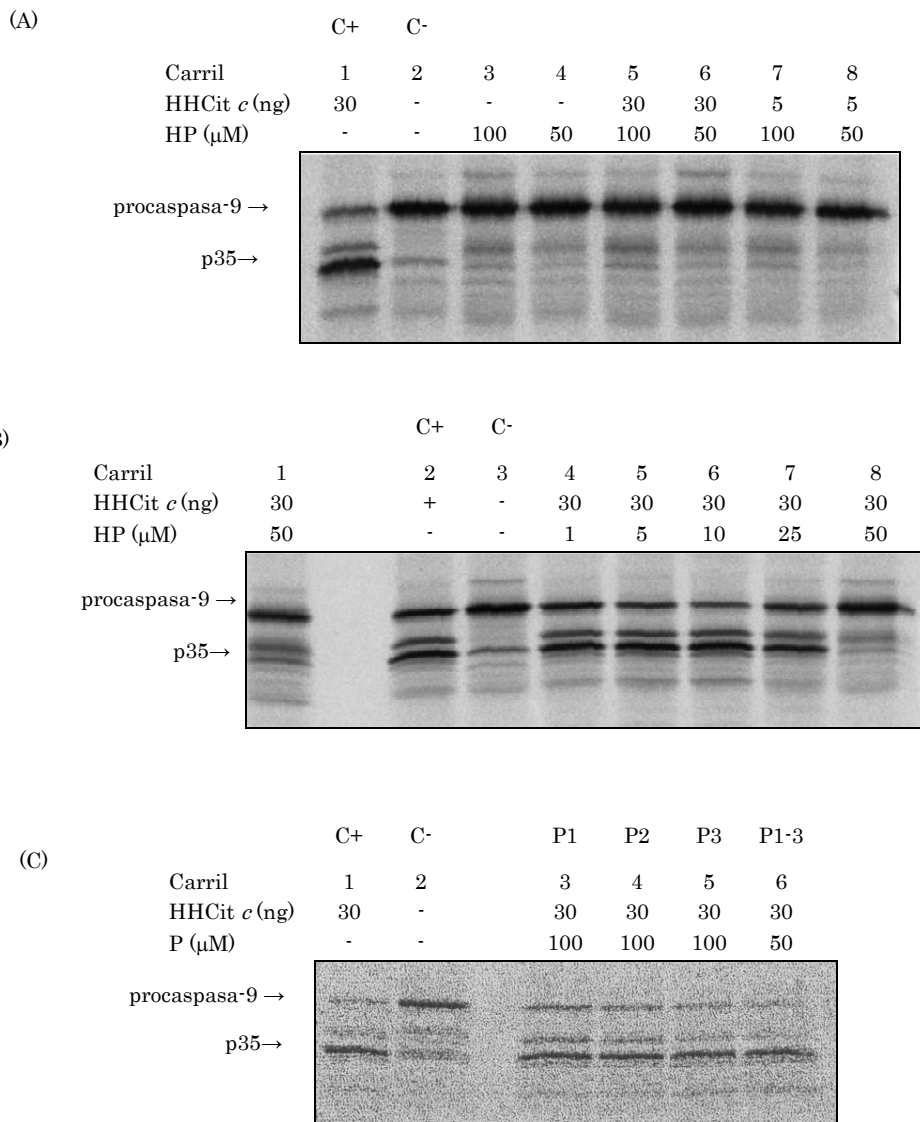 (A)
C+ C-
Carril 1 2 3 4 5 6 7 8
HHCit c (ng) 30 - - - 30 30 5 5
HP (μM) - - 100 50 100 50 100 50
procaspasa-9 →
p35→
)
C+ C-
Carril 1 2 3 4 5 6 7 8
HHCit c (ng) 30 + - 30 30 30 30 30
HP (μM) 50 - - 1 5 10 25 50
procaspasa-9 →
p35→
(C)
C+ C- P1 P2 P3 P1-3
Carril 1 2 3 4 5 6
HHCit c (ng) 30 - 30 30 30 30
P (μM) - - 100 100 100 50
procaspasa-9 →
p35→